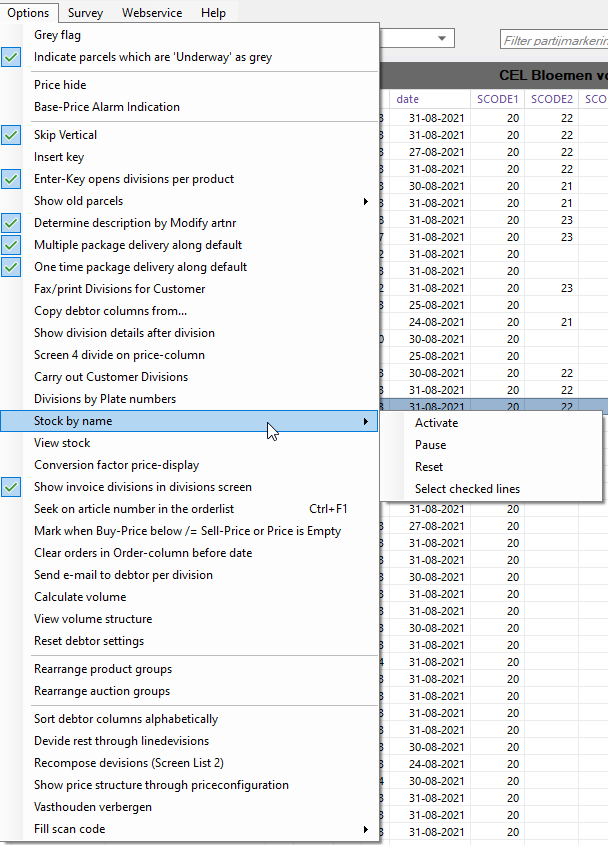 Options Survey Webservice Help
Grey flag
Indicate parcels which are 'Underway' as grey
Price hide
Base-Price Alarm Indication
Skip Vertical
Insert key
Enter-Key opens divisions per product
Show old parcels
Determine description by Modify artnr
Multiple package delivery along default
One time package delivery along default
Fax/print Divisions for Customer
Copy debtor columns from...
Show division details after division
Screen 4 divide on price-column
Carry out Customer Divisions
Divisions by Plate numbers
Stock by name
View stock
Conversion factor price-display
Show invoice divisions in divisions screen
Seek on article number in the orderlist Ctrl+F1
Mark when Buy-Price below /= Sell-Price or Price is Empty
Clear orders in Order-column before date
Send e-mail to debtor per division
Calculate volume
View volume structure
Reset debtor settings
Rearrange product groups
Rearrange auction groups
Sort debtor columns alphabetically
Devide rest through linedevisions
Recompose devisions (Screen List 2)
Show price structure through priceconfiguration
Vasthouden verbergen
Fill scan code
Activate
Pause
Reset
Select checked lines
Filter partijmarkering
CEL Bloemen vo
date SCODE1 SCODE2 SCO
31-08-2021 20 22
31-08-2021 20 22
27-08-2021 20 22
31-08-2021 20 22
30-08-2021 20 21
31-08-2021 20 21
31-08-2021 20 23
31-08-2021 20 23
31-08-2021 20
31-08-2021 20
31-08-2021 20 23
25-08-2021 20
24-08-2021 20 21
30-08-2021 20
25-08-2021 20
30-08-2021 20 22
31-08-2021 20 22
31-08-2021 20 22
31-08-2021 20
27-08-2021 20
30-08-2021 20
31-08-2021 20
30-08-2021 20
31-08-2021 20
31-08-2021 20
30-08-2021 20
31-08-2021 20
31-08-2021 20
31-08-2021 20
31-08-2021 20
31-08-2021 20
31-08-2021 20
30-08-2021 20
24-08-2021 20
30-08-2021 20
31-08-2021 20
31-08-2021 20
31-08-2021 20